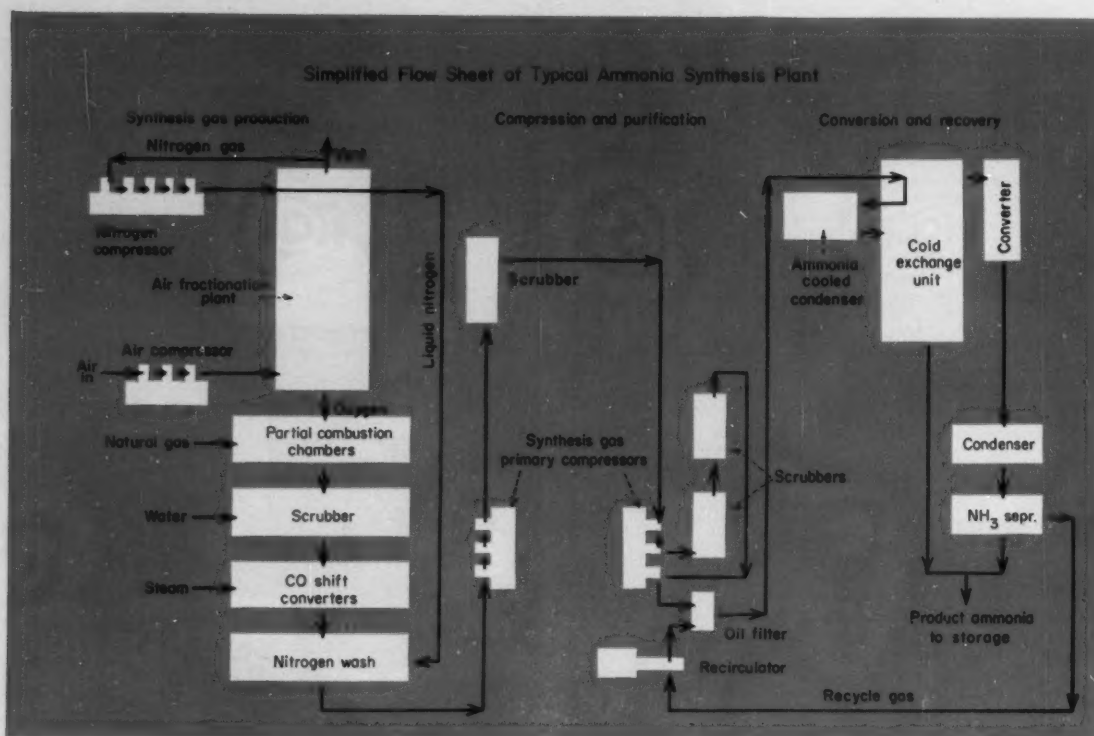 Simplified Flow Sheet of Typical Ammonia Synthesis Plant
Synthesis gas production
Compression and purification
Conversion and recovery
Nitrogen gas
Nitrogen
compressor
Air fractionation
plant
Air compressor
Air
in
Liquid nitrogen
Oxygen
Natural gas
Partial combustion
chambers
Water
Scrubber
Steam
CO shift
converters
Nitrogen wash
Scrubber
Synthesis gas
primary compressors
Scrubbers
Oil filter
Recirculator
Recycle gas
Ammonia
cooled
condenser
Cold
exchange
unit
Converter
Condenser
NH₃ sepr.
Product ammonia
to storage